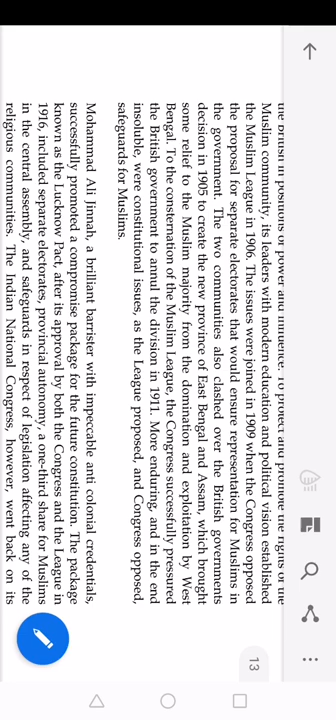 the British in positions of power and influence. To protect and promote the rights of the
Muslim community, its leaders with modern education and political vision established
the Muslim League in 1906. The issues were joined in 1909 when the Congress opposed
the proposal for separate electorates that would ensure representation for Muslims in
the government. The two communities also clashed over the British governments
decision in 1905 to create the new province of East Bengal and Assam, which brought
some relief to the Muslim majority from the domination and exploitation by West
Bengal. To the consternation of the Muslim League, the Congress successfully pressured
the British government to annul the division in 1911. More enduring, and in the end
insoluble, were constitutional issues, as the League proposed, and Congress opposed,
safeguards for Muslims.
Mohammad Ali Jinnah, a brilliant barrister with impeccable anti colonial credentials,
successfully promoted a compromise package for the future constitution. The package
known as the Lucknow Pact, after its approval by both the Congress and the League in
1916, included separate electorates, provincial autonomy, a one-third share for Muslims
in the central assembly, and safeguards in respect of legislation affecting any of the
religious communities. The Indian National Congress, however, went back on its
13